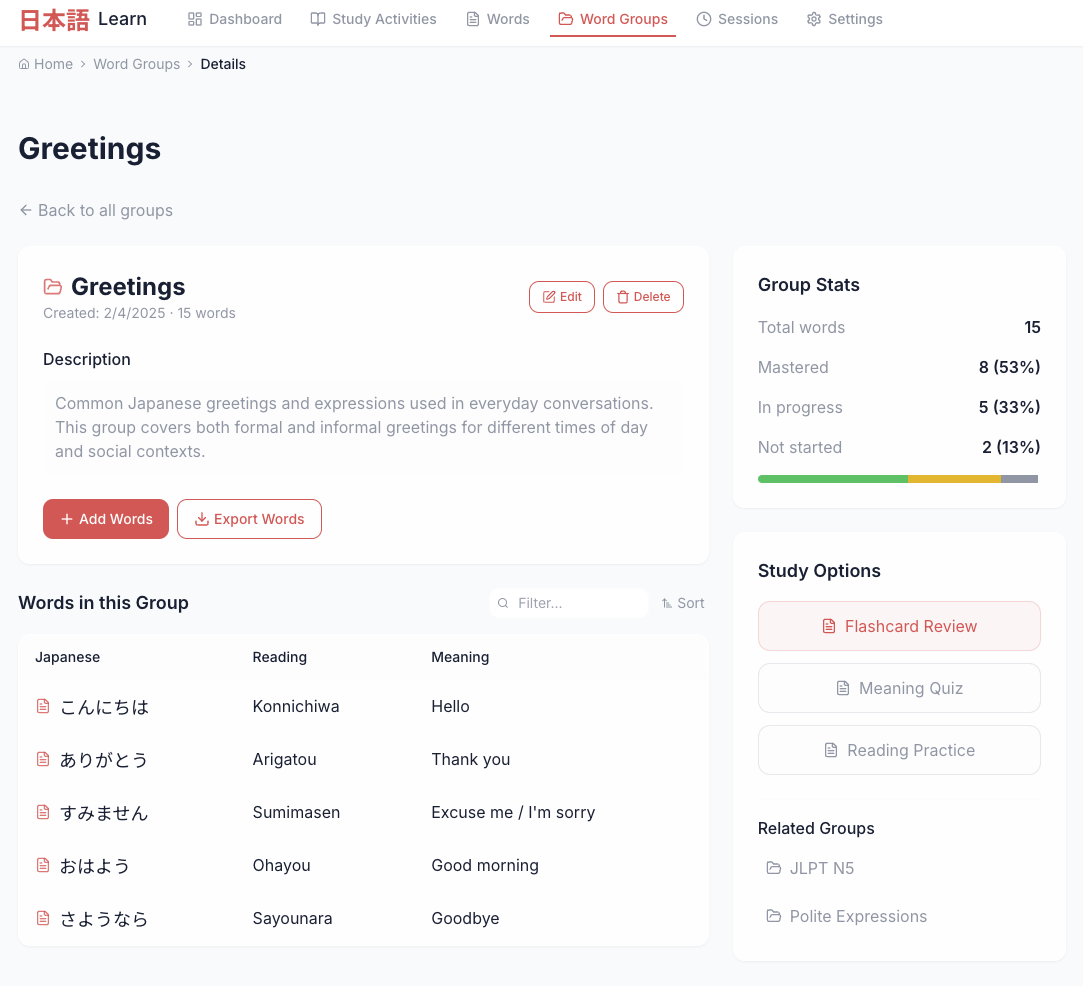 日本語 Learn Dashboard Study Activities Words Word Groups Sessions Settings
Home > Word Groups > Details
Greetings
← Back to all groups
Greetings
Created: 2/4/2025 · 15 words
Edit Delete
Description
Common Japanese greetings and expressions used in everyday conversations.
This group covers both formal and informal greetings for different times of day
and social contexts.
+ Add Words Export Words
Words in this Group Filter... Sort
Japanese Reading Meaning
こんにちは Konnichiwa Hello
ありがとう Arigatou Thank you
すみません Sumimasen Excuse me / I'm sorry
おはよう Ohayou Good morning
さようなら Sayounara Goodbye
Group Stats
Total words 15
Mastered 8 (53%)
In progress 5 (33%)
Not started 2 (13%)
Study Options
Flashcard Review
Meaning Quiz
Reading Practice
Related Groups
JLPT N5
Polite Expressions